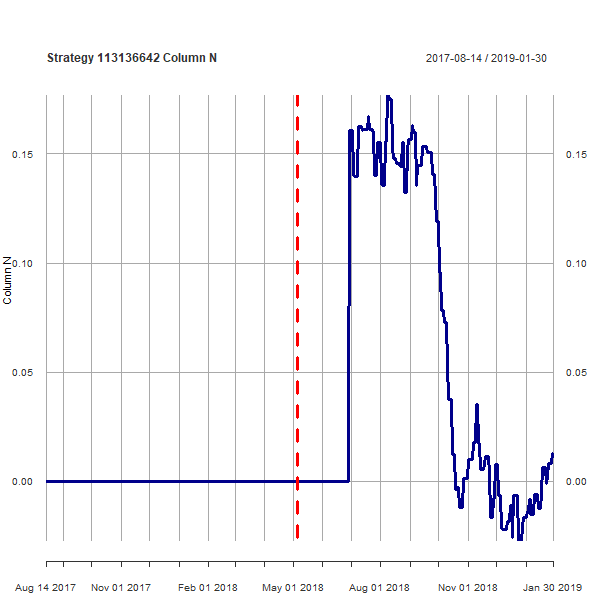 Strategy 113136642 Column N
2017-08-14 / 2019-01-30
Column N
0.15
0.15
0.10
0.10
0.05
0.05
0.00
0.00
Aug 14 2017
Nov 01 2017
Feb 01 2018
May 01 2018
Aug 01 2018
Nov 01 2018
Jan 30 2019